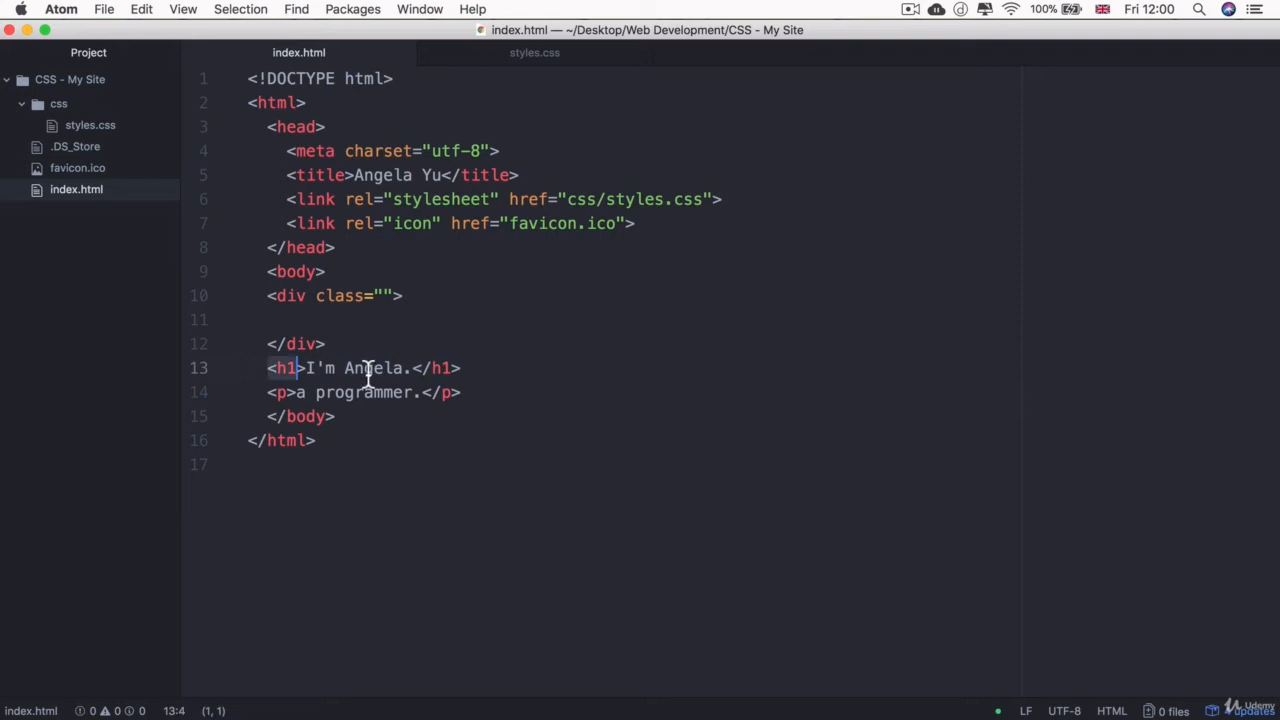 Atom File Edit View Selection Find Packages Window Help 100% Fri 12:00
index.html — ~/Desktop/Web Development/CSS - My Site
Project
CSS - My Site
css
styles.css
.DS_Store
favicon.ico
index.html
index.html styles.css
1 <!DOCTYPE html>
2 <html>
3 <head>
4 <meta charset="utf-8">
5 <title>Angela Yu</title>
6 <link rel="stylesheet" href="css/styles.css">
7 <link rel="icon" href="favicon.ico">
8 </head>
9 <body>
10 <div class="">
11
12 </div>
13 <h1>I'm Angela.</h1>
14 <p>a programmer.</p>
15 </body>
16 </html>
17
index.html 0 0 0 13:4 (1, 1) LF UTF-8 HTML 0 files updates
Udemy